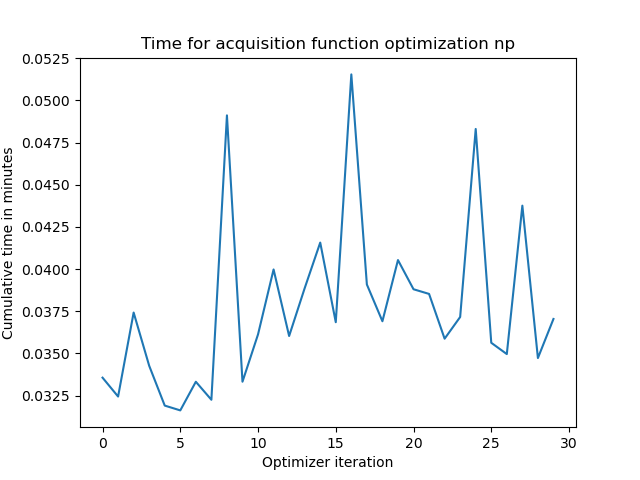 Time for acquisition function optimization np
0.0525
0.0500
0.0475
0.0450
0.0425
0.0400
0.0375
0.0350
0.0325
Cumulative time in minutes
0 5 10 15 20 25 30
Optimizer iteration